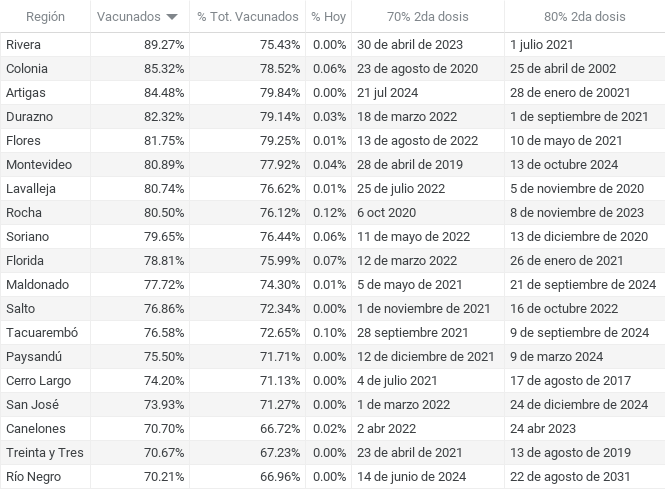 Región Vacunados % Tot. Vacunados % Hoy 70% 2da dosis 80% 2da dosis
Rivera 89.27% 75.43% 0.00% 30 de abril de 2023 1 julio 2021
Colonia 85.32% 78.52% 0.06% 23 de agosto de 2020 25 de abril de 2002
Artigas 84.48% 79.84% 0.00% 21 jul 2024 28 de enero de 20021
Durazno 82.32% 79.14% 0.03% 18 de marzo 2022 1 de septiembre de 2021
Flores 81.75% 79.25% 0.01% 13 de agosto de 2022 10 de mayo de 2021
Montevideo 80.89% 77.92% 0.04% 28 de abril de 2019 13 de octubre 2024
Lavalleja 80.74% 76.62% 0.01% 25 de julio 2022 5 de noviembre de 2020
Rocha 80.50% 76.12% 0.12% 6 oct 2020 8 de noviembre de 2023
Soriano 79.65% 76.44% 0.06% 11 de mayo de 2022 13 de diciembre de 2020
Florida 78.81% 75.99% 0.07% 12 de marzo 2022 26 de enero de 2021
Maldonado 77.72% 74.30% 0.01% 5 de mayo de 2021 21 de septiembre de 2024
Salto 76.86% 72.34% 0.00% 1 de noviembre de 2021 16 de octubre 2022
Tacuarembó 76.58% 72.65% 0.10% 28 septiembre 2021 9 de septiembre de 2024
Paysandú 75.50% 71.71% 0.00% 12 de diciembre de 2021 9 de marzo 2024
Cerro Largo 74.20% 71.13% 0.00% 4 de julio 2021 17 de agosto de 2017
San José 73.93% 71.27% 0.00% 1 de marzo 2022 24 de diciembre de 2024
Canelones 70.70% 66.72% 0.02% 2 abr 2022 24 abr 2023
Treinta y Tres 70.67% 67.23% 0.00% 23 de abril de 2021 13 de agosto de 2019
Río Negro 70.21% 66.96% 0.00% 14 de junio de 2024 22 de agosto de 2031